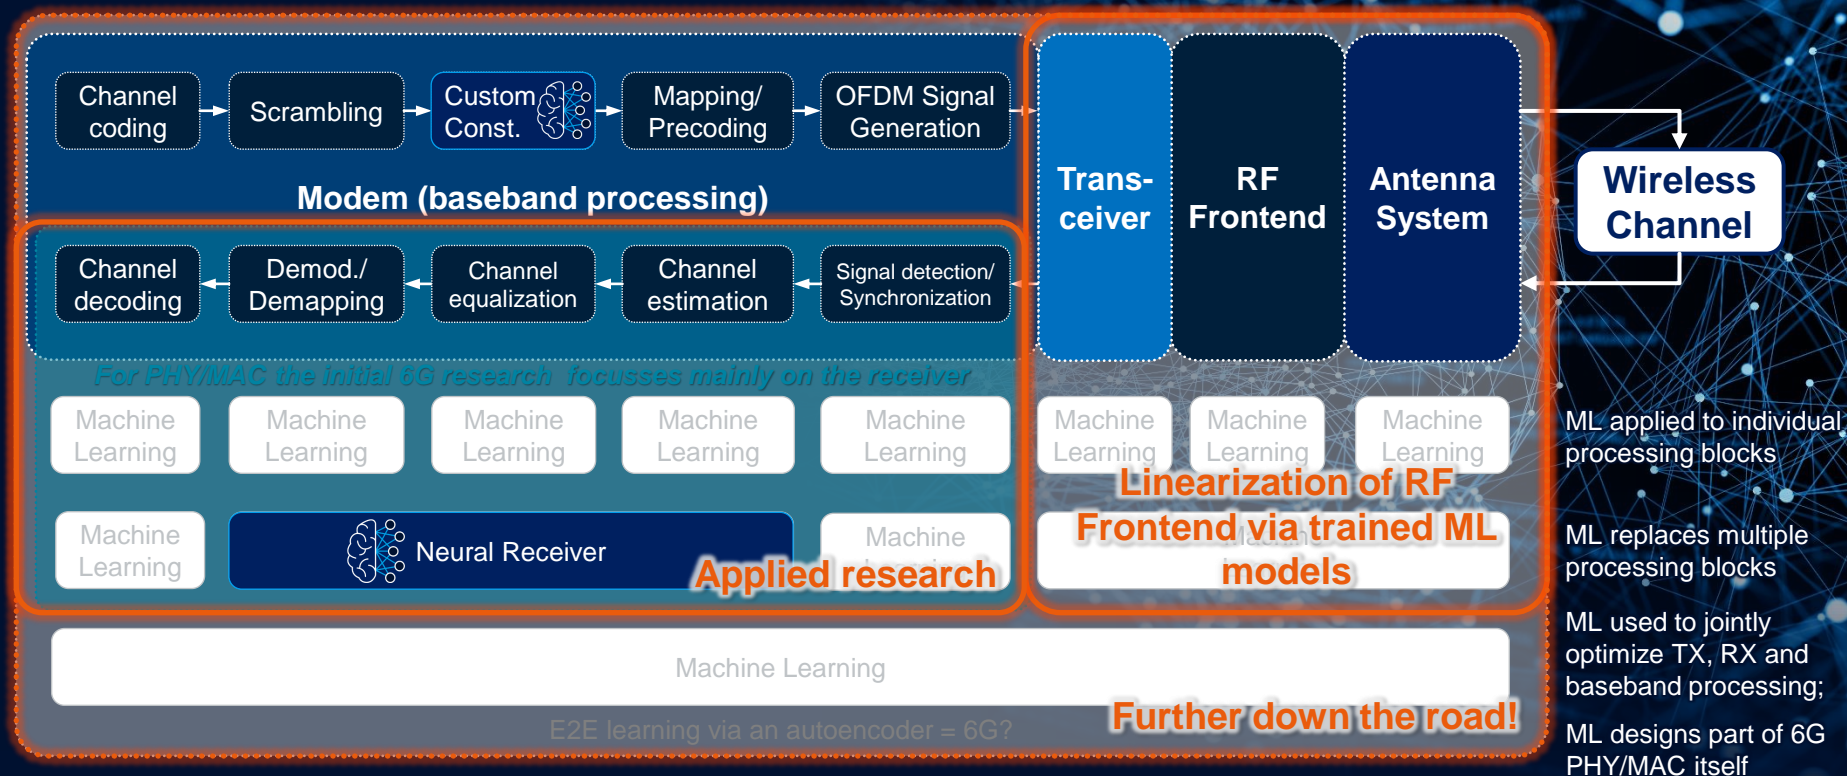 Channel
coding
Scrambling
Custom
Const.
Mapping/
Precoding
OFDM Signal
Generation
Modem (baseband processing)
Trans-
ceiver
RF
Frontend
Antenna
System
Wireless
Channel
Channel
decoding
Demod./
Demapping
Channel
equalization
Channel
estimation
Signal detection/
Synchronization
For PHY/MAC the initial 6G research focusses mainly on the receiver
Machine
Learning
Machine
Learning
Machine
Learning
Machine
Learning
Machine
Learning
Machine
Learning
Machine
Learning
Machine
Learning
ML applied to individual
processing blocks
Linearization of RF
Frontend via trained ML
models
Machine
Learning
Neural Receiver
Machine
Applied research
ML replaces multiple
processing blocks
Machine Learning
ML used to jointly
optimize TX, RX and
baseband processing;
Further down the road!
E2E learning via an autoencoder = 6G?
ML designs part of 6G
PHY/MAC itself